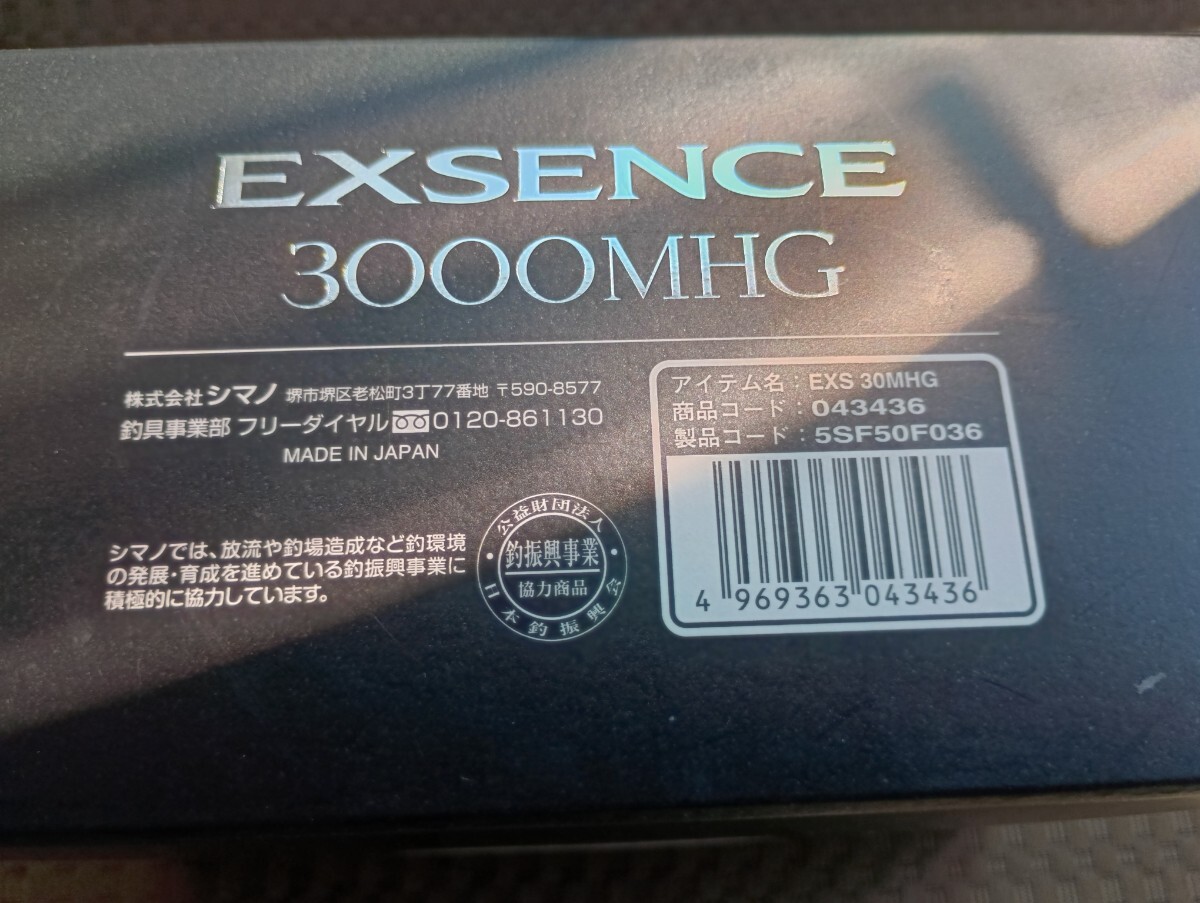 EXSENCE
3000MHG
株式会社シマノ 堺市堺区老松町3丁77番地 〒590-8577
釣具事業部 フリーダイヤル 0120-861130
MADE IN JAPAN
アイテム名：EXS 30MHG
商品コード：043436
製品コード：5SF50F036
4 969363 043436
シマノでは、放流や釣場造成など釣環境
の発展・育成を進めている釣振興事業に
積極的に協力しています。
公益財団法人
釣振興事業
協力商品
日本釣振興会